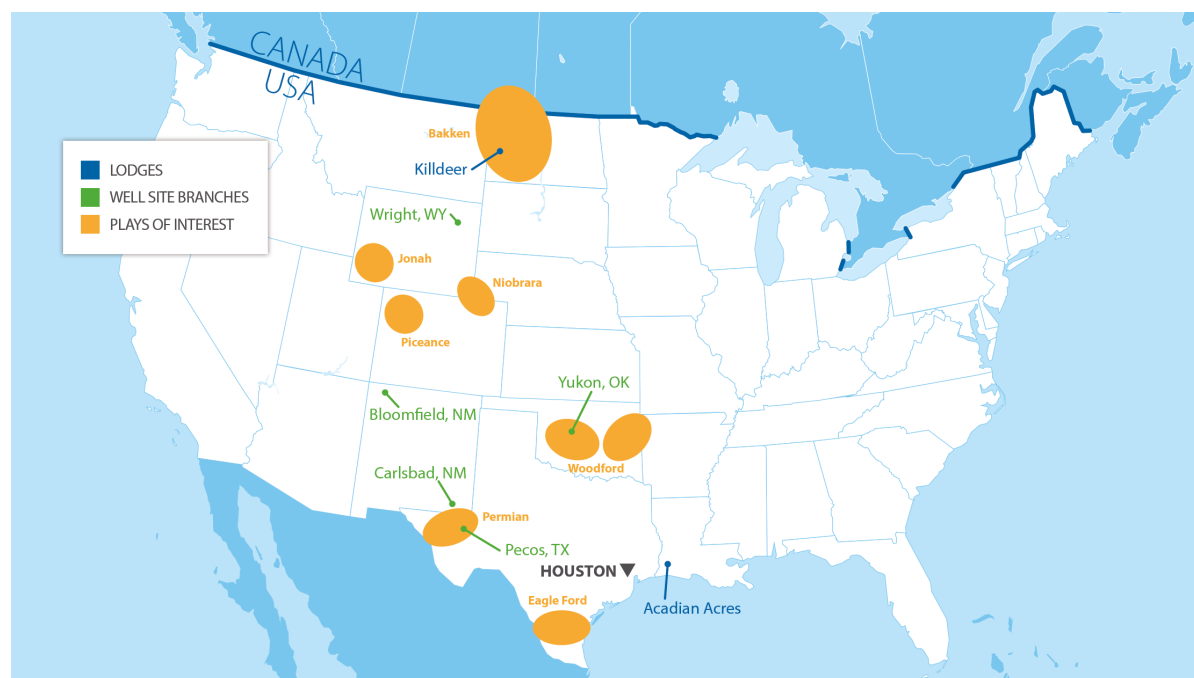 CANADA
USA
LODGES
WELL SITE BRANCHES
PLAYS OF INTEREST
Bakken
Killdeer
Wright, WY
Jonah
Niobrara
Piceance
Yukon, OK
Bloomfield, NM
Woodford
Carlsbad, NM
Permian
Pecos, TX
HOUSTON
Eagle Ford
Acadian Acres